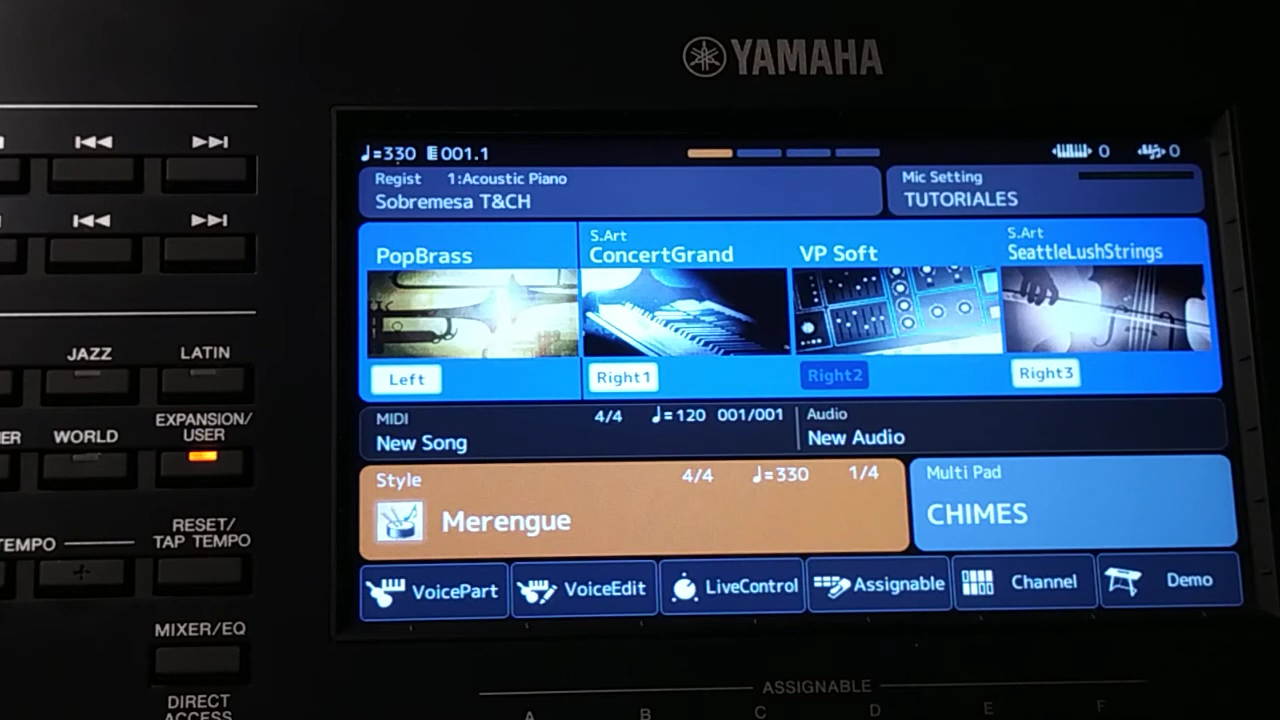 YAMAHA
♩=330 001.1
0 0
Regist 1:Acoustic Piano
Sobremesa T&CH
Mic Setting
TUTORIALES
PopBrass
S.Art
ConcertGrand
VP Soft
S.Art
SeattleLushStrings
Left
Right1
Right2
Right3
MIDI 4/4 ♩=120 001/001
New Song
Audio
New Audio
Style 4/4 ♩=330 1/4
Merengue
Multi Pad
CHIMES
VoicePart
VoiceEdit
LiveControl
Assignable
Channel
Demo
JAZZ
LATIN
WORLD
EXPANSION/
USER
TEMPO
+
RESET/
TAP TEMPO
MIXER/EQ
DIRECT
ACCESS
ASSIGNABLE
A B C D E F